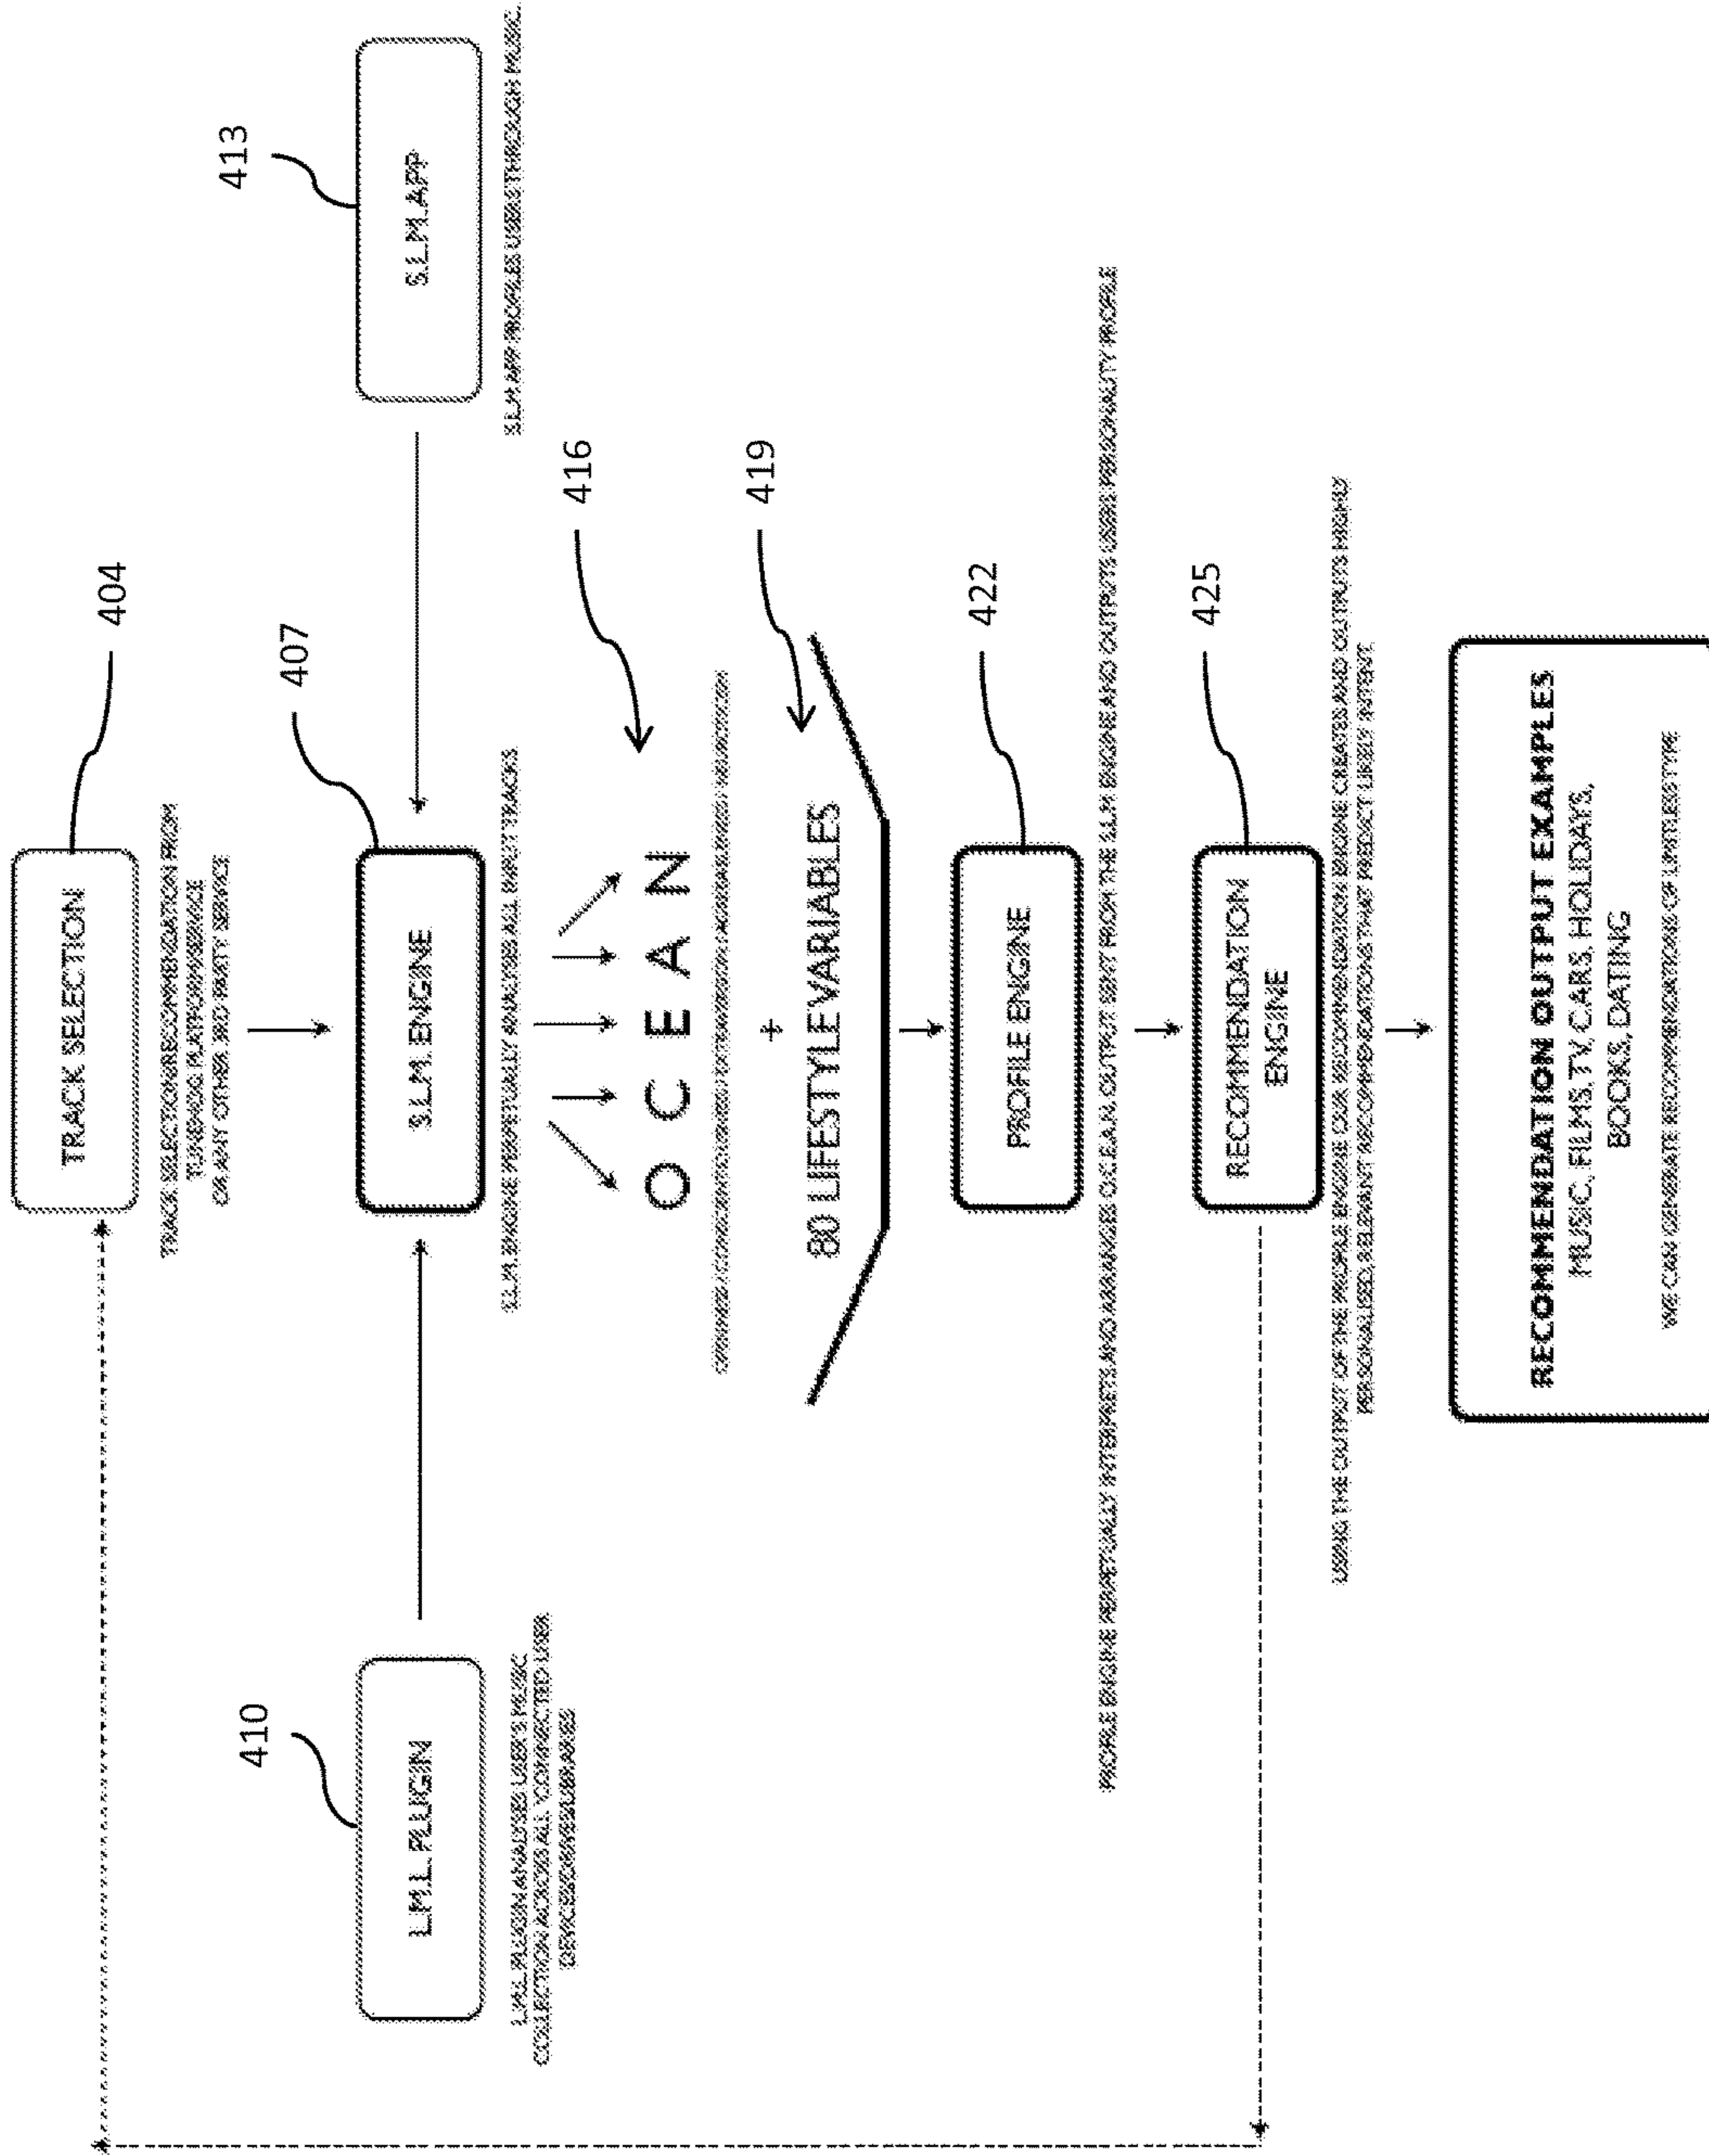 404
TRACK SELECTION
TRACK SELECTION/RECOMMENDATION FROM
PLATFORM/SERVICE
OR ANY OTHER 3RD PARTY SERVICE
410
407
413
I.M.L. PLUGIN
S.L.M. ENGINE
S.L.M. APP
I.M.L. PLUGIN ANALYSES USER'S MUSIC
COLLECTION ACROSS ALL 'CONNECTED USER
S.L.M. ENGINE PERPETUALLY ANALYSES ALL INPUT TRACKS
S.L.M. APP PROFILES USERS THROUGH MUSIC.
416
O C E A N
+
419
80 LIFESTYLE VARIABLES
422
PROFILE ENGINE
PROFILE ENGINE PERPETUALLY INTERPRETS AND ARRANGES O.C.E.A.N. OUTPUT SENT FROM THE S.L.M ENGINE AND OUTPUTS USERS PERSONALITY PROFILE
425
RECOMMENDATION
ENGINE
USING THE OUTPUT OF THE PROFILE ENGINE OUR RECOMMENDATION ENGINE CREATES AND OUTPUTS HIGHLY
PERSONALISED, RELEVANT RECOMMENDATIONS THAT PREDICT LIKELY INTENT
RECOMMENDATION OUTPUT EXAMPLES
MUSIC, FILMS, TV, CARS, HOLIDAYS,
BOOKS, DATING
WE CAN GENERATE RECOMMENDATIONS OF LIMITLESS TYPE